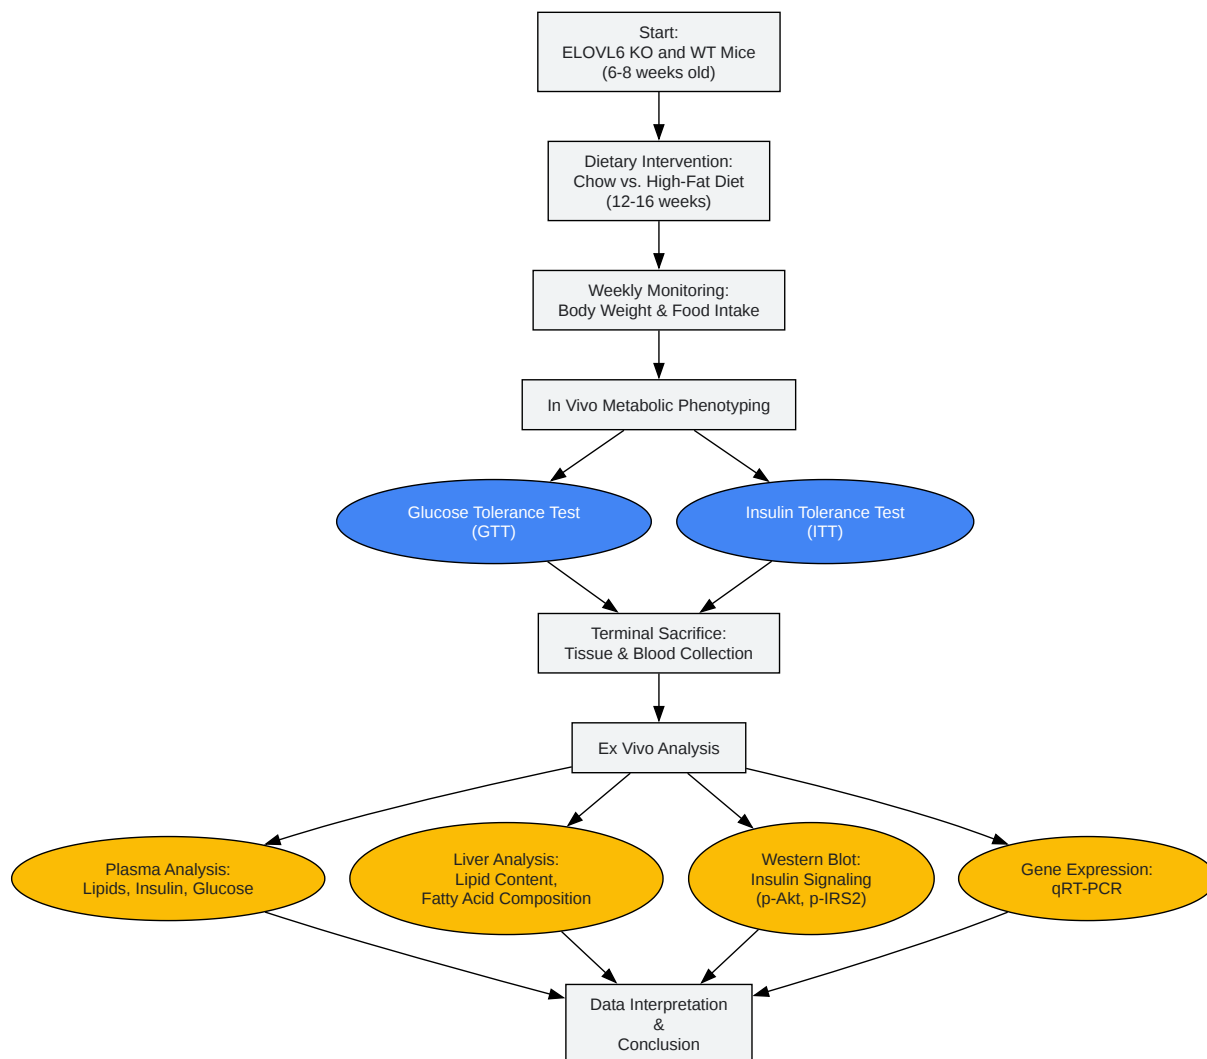 Start:
ELOVL6 KO and WT Mice
(6-8 weeks old)
Dietary Intervention:
Chow vs. High-Fat Diet
(12-16 weeks)
Weekly Monitoring:
Body Weight & Food Intake
In Vivo Metabolic Phenotyping
Glucose Tolerance Test
(GTT)
Insulin Tolerance Test
(ITT)
Terminal Sacrifice:
Tissue & Blood Collection
Ex Vivo Analysis
Plasma Analysis:
Lipids, Insulin, Glucose
Liver Analysis:
Lipid Content,
Fatty Acid Composition
Western Blot:
Insulin Signaling
(p-Akt, p-IRS2)
Gene Expression:
qRT-PCR
Data Interpretation
&
Conclusion